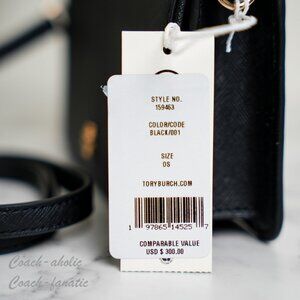 STYLE NO.
159463
COLOR/CODE
BLACK/001
SIZE
OS
TORYBURCH.COM
1 97865 14525 7
COMPARABLE VALUE
USD $ 300.00
Coach-aholic
Coach-fanatic